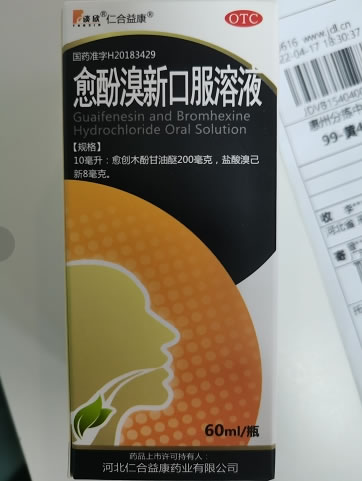 仁合益康®
OTC
国药准字H20183429
愈酚溴新口服溶液
Guaifenesin and Bromhexine
Hydrochloride Oral Solution
【规格】
10毫升：愈创木酚甘油醚200毫克，盐酸溴己
新8毫克。
60ml/瓶
药品上市许可持有人：
河北仁合益康药业有限公司
www.jdl.cn
18:30:37